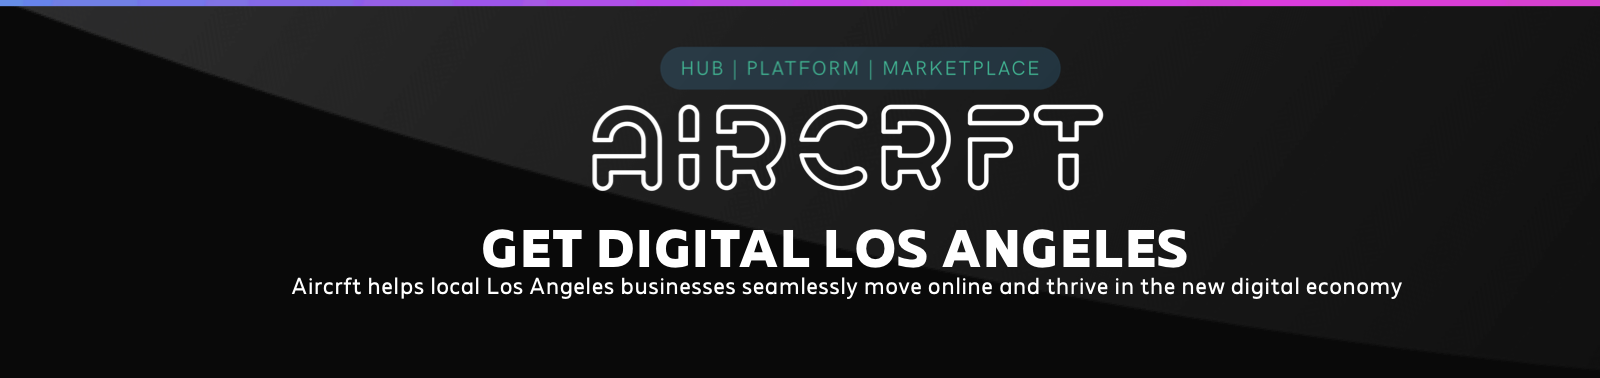 HUB | PLATFORM | MARKETPLACE
AIRCRFT
GET DIGITAL LOS ANGELES
Aircrft helps local Los Angeles businesses seamlessly move online and thrive in the new digital economy